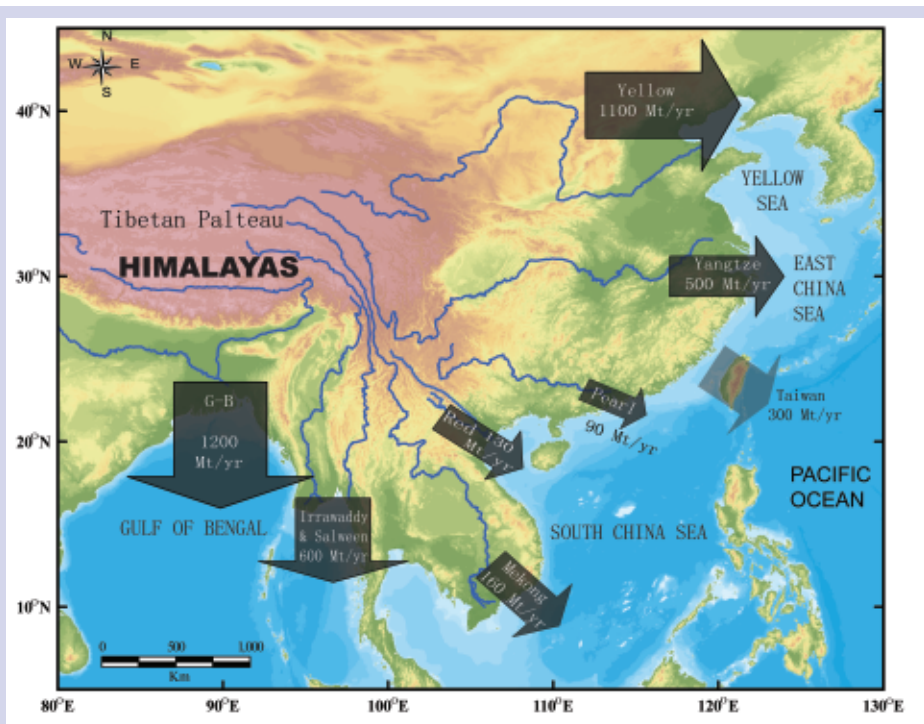 N
W E
S
40°N
30°N
20°N
10°N
Yellow
1100 Mt/yr
YELLOW
SEA
Tibetan Palteau
HIMALAYAS
Yangtze
500 Mt/yr
EAST
CHINA
SEA
Taiwan
300 Mt/yr
Pearl
90 Mt/yr
Red 130
Mt/yr
G-B
1200
Mt/yr
GULF OF BENGAL
Irrawaddy
& Salween
600 Mt/yr
SOUTH CHINA SEA
PACIFIC
OCEAN
Mekong
160 Mt/yr
0 500 1,000
Km
80°E 90°E 100°E 110°E 120°E 130°E